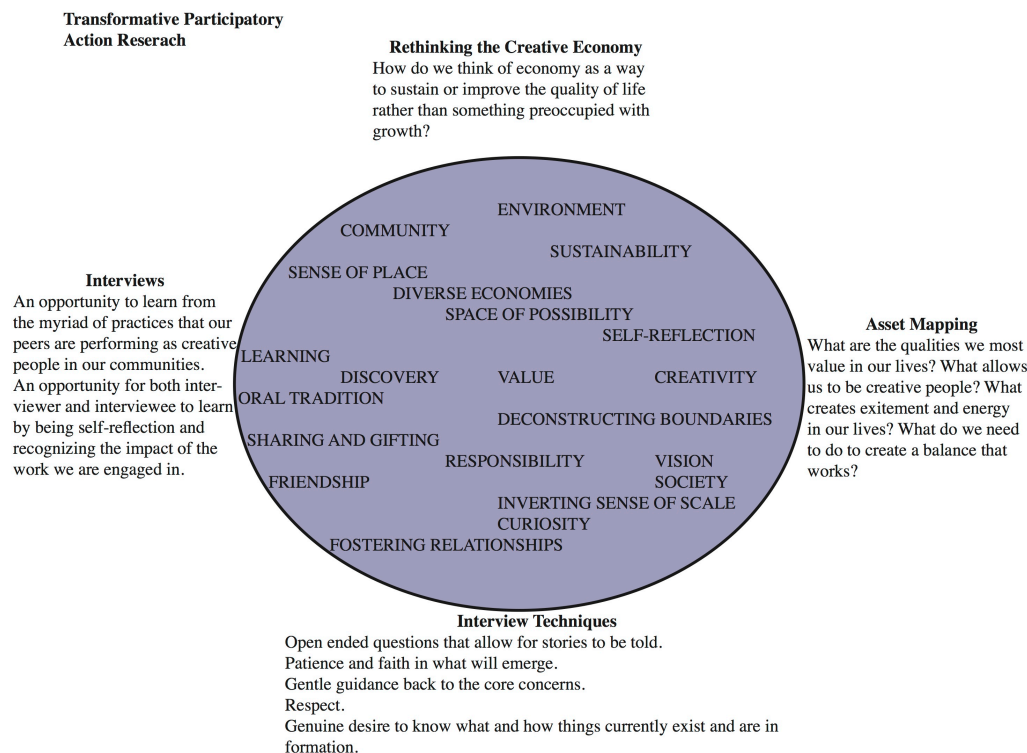 Transformative Participatory
Action Reserach
Rethinking the Creative Economy
How do we think of economy as a way
to sustain or improve the quality of life
rather than something preoccupied with
growth?
ENVIRONMENT
COMMUNITY
SUSTAINABILITY
SENSE OF PLACE
DIVERSE ECONOMIES
SPACE OF POSSIBILITY
SELF-REFLECTION
LEARNING
DISCOVERY VALUE CREATIVITY
ORAL TRADITION
DECONSTRUCTING BOUNDARIES
SHARING AND GIFTING
RESPONSIBILITY VISION
FRIENDSHIP SOCIETY
INVERTING SENSE OF SCALE
CURIOSITY
FOSTERING RELATIONSHIPS
Interviews
An opportunity to learn from
the myriad of practices that our
peers are performing as creative
people in our communities.
An opportunity for both inter-
viewer and interviewee to learn
by being self-reflection and
recognizing the impact of the
work we are engaged in.
Asset Mapping
What are the qualities we most
value in our lives? What allows
us to be creative people? What
creates exitement and energy
in our lives? What do we need
to do to create a balance that
works?
Interview Techniques
Open ended questions that allow for stories to be told.
Patience and faith in what will emerge.
Gentle guidance back to the core concerns.
Respect.
Genuine desire to know what and how things currently exist and are in
formation.